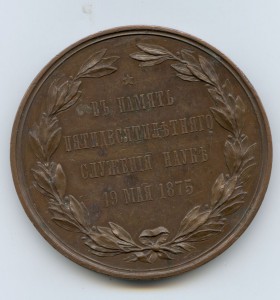 ВЪ ПАМЯТЬ
ПЯТИДЕСЯТИЛѢТНЯГО
СЛУЖЕНІЯ НАУКѢ
19 МАЯ 1875